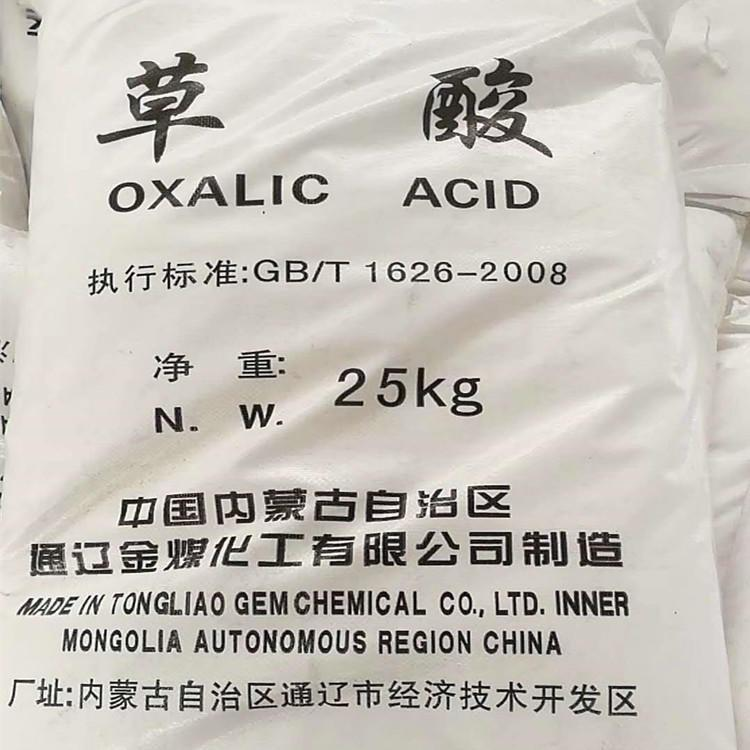 草 酸
OXALIC ACID
执行标准:GB/T 1626-2008
净 重: 25kg
N. W.
中国内蒙古自治区
通辽金煤化工有限公司制造
MADE IN TONGLIAO GEM CHEMICAL CO., LTD. INNER
MONGOLIA AUTONOMOUS REGION CHINA
厂址:内蒙古自治区通辽市经济技术开发区